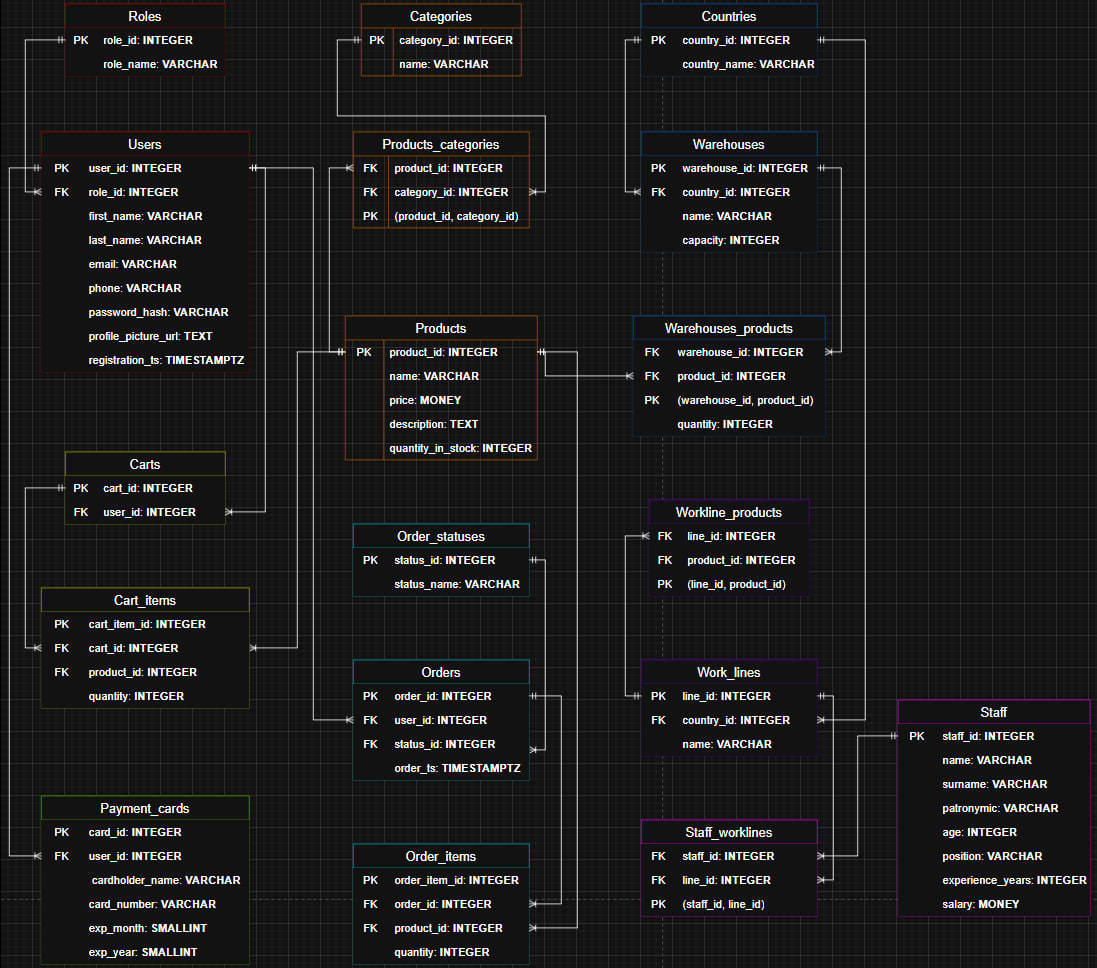 Roles
PK role_id: INTEGER
role_name: VARCHAR
Categories
PK category_id: INTEGER
name: VARCHAR
Countries
PK country_id: INTEGER
country_name: VARCHAR
Users
PK user_id: INTEGER
FK role_id: INTEGER
first_name: VARCHAR
last_name: VARCHAR
email: VARCHAR
phone: VARCHAR
password_hash: VARCHAR
profile_picture_url: TEXT
registration_ts: TIMESTAMPTZ
Products_categories
FK product_id: INTEGER
FK category_id: INTEGER
PK (product_id, category_id)
Warehouses
PK warehouse_id: INTEGER
FK country_id: INTEGER
name: VARCHAR
capacity: INTEGER
Products
PK product_id: INTEGER
name: VARCHAR
price: MONEY
description: TEXT
quantity_in_stock: INTEGER
Warehouses_products
FK warehouse_id: INTEGER
FK product_id: INTEGER
PK (warehouse_id, product_id)
quantity: INTEGER
Carts
PK cart_id: INTEGER
FK user_id: INTEGER
Order_statuses
PK status_id: INTEGER
status_name: VARCHAR
Workline_products
FK line_id: INTEGER
FK product_id: INTEGER
PK (line_id, product_id)
Cart_items
PK cart_item_id: INTEGER
FK cart_id: INTEGER
FK product_id: INTEGER
quantity: INTEGER
Orders
PK order_id: INTEGER
FK user_id: INTEGER
FK status_id: INTEGER
order_ts: TIMESTAMPTZ
Work_lines
PK line_id: INTEGER
FK country_id: INTEGER
name: VARCHAR
Staff
PK staff_id: INTEGER
name: VARCHAR
surname: VARCHAR
patronymic: VARCHAR
age: INTEGER
position: VARCHAR
experience_years: INTEGER
salary: MONEY
Payment_cards
PK card_id: INTEGER
FK user_id: INTEGER
cardholder_name: VARCHAR
card_number: VARCHAR
exp_month: SMALLINT
exp_year: SMALLINT
Order_items
PK order_item_id: INTEGER
FK order_id: INTEGER
FK product_id: INTEGER
quantity: INTEGER
Staff_worklines
FK staff_id: INTEGER
FK line_id: INTEGER
PK (staff_id, line_id)